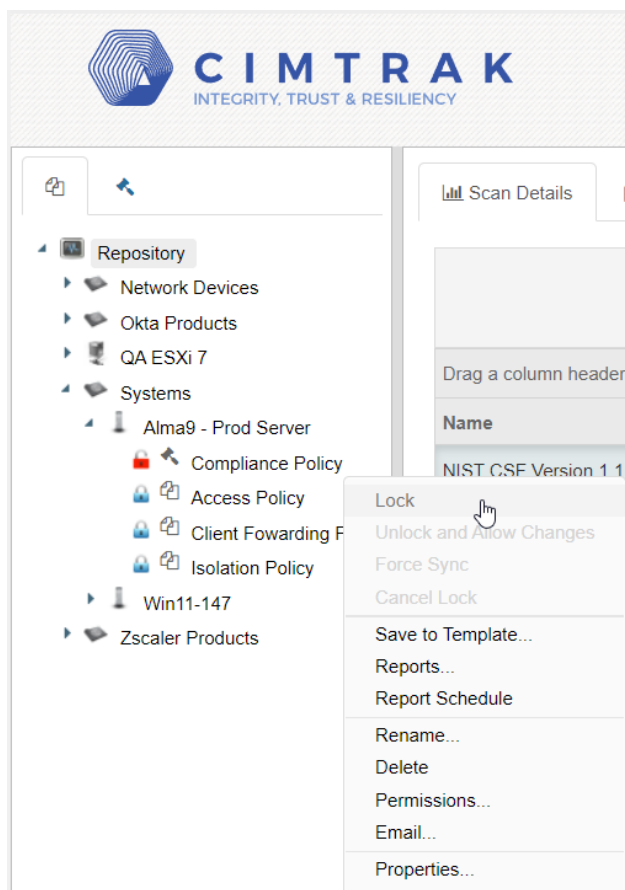 CIMTRAK
INTEGRITY, TRUST & RESILIENCY
Scan Details
Repository
Network Devices
Okta Products
QA ESXi 7
Systems
Alma9 - Prod Server
Compliance Policy
Access Policy
Client Fowarding
Isolation Policy
Win11-147
Zscaler Products
Drag a column header
Name
NIST CSF Version 1.1
Lock
Unlock and Allow Changes
Force Sync
Cancel Lock
Save to Template...
Reports...
Report Schedule
Rename...
Delete
Permissions...
Email...
Properties...